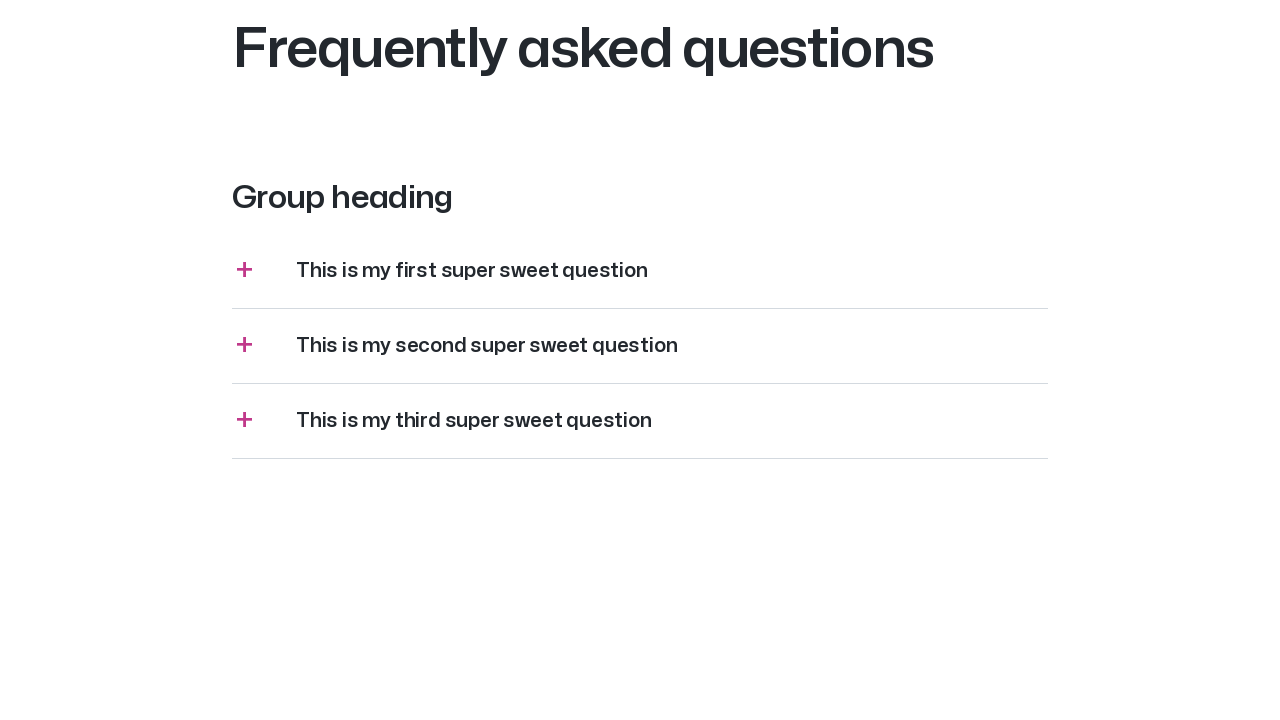 Frequently asked questions
Group heading
This is my first super sweet question
This is my second super sweet question
This is my third super sweet question